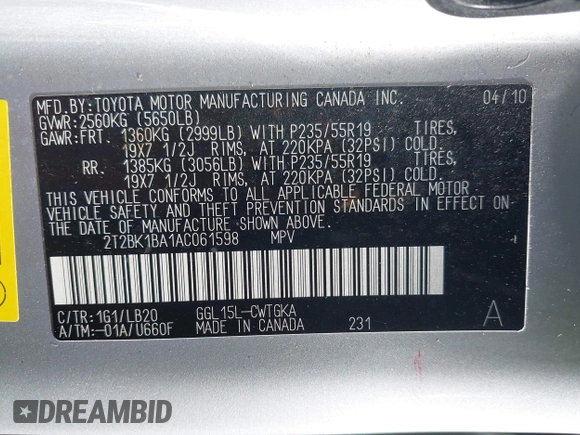 MFD.BY:TOYOTA MOTOR MANUFACTURING CANADA INC. 04/10
GVWR:2560KG (5650LB)
GAWR:FRT. 1360KG (2999LB) WITH P235/55R19 TIRES,
19X7 1/2J RIMS, AT 220KPA (32PSI) COLD.
RR. 1385KG (3056LB) WITH P235/55R19 TIRES,
19X7 1/2J RIMS, AT 220KPA (32PSI) COLD.
THIS VEHICLE CONFORMS TO ALL APPLICABLE FEDERAL MOTOR
VEHICLE SAFETY AND THEFT PREVENTION STANDARDS IN EFFECT ON
THE DATE OF MANUFACTURE SHOWN ABOVE.
2T2BK1BA1AC061598 MPV
C/TR:1G1/LB20 GGL15L-CWTGKA
A/TM:-01A/U660F MADE IN CANADA 231 A
DREAMBID